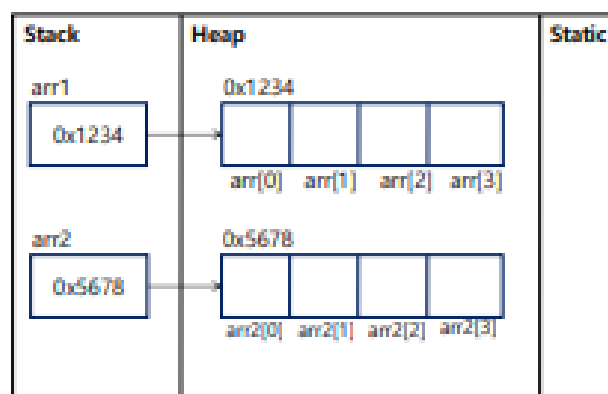 Stack Heap Static
arr1 0x1234
0x1234
arr[0] arr[1] arr[2] arr[3]
arr2 0x5678
0x5678
arr2[0] arr2[1] arr2[2] arr2[3]